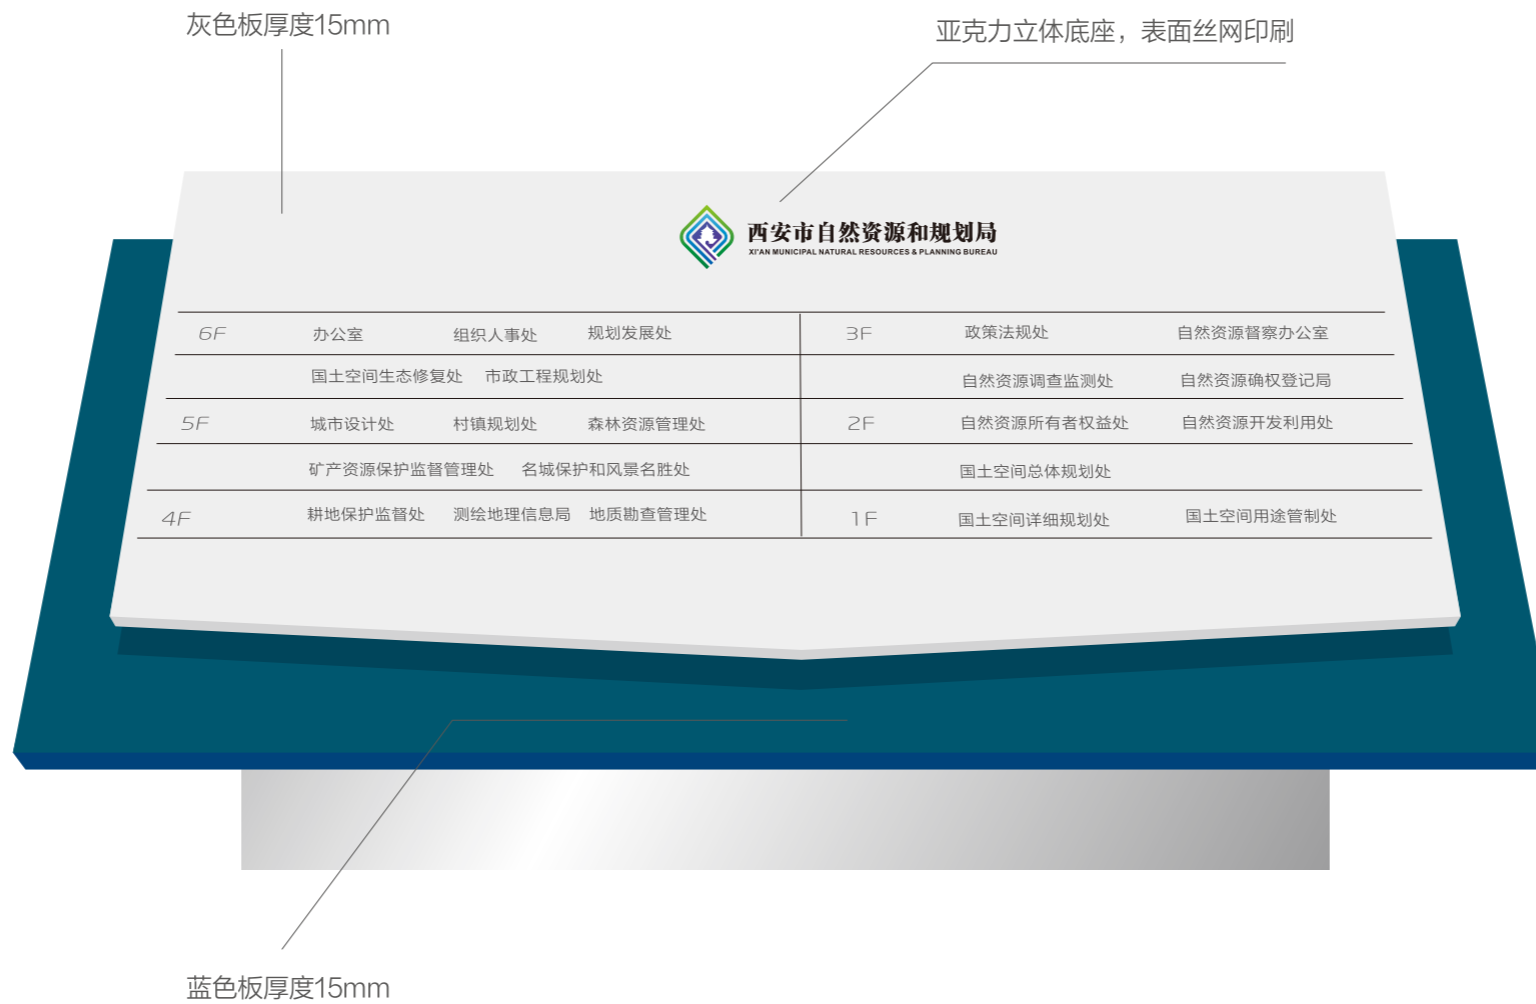 灰色板厚度15mm
亚克力立体底座，表面丝网印刷
西安市自然资源和规划局
XI'AN MUNICIPAL NATURAL RESOURCES & PLANNING BUREAU
6F 办公室 组织人事处 规划发展处
国土空间生态修复处 市政工程规划处
5F 城市设计处 村镇规划处 森林资源管理处
矿产资源保护监督管理处 名城保护和风景名胜处
4F 耕地保护监督处 测绘地理信息局 地质勘查管理处
3F 政策法规处 自然资源督察办公室
自然资源调查监测处 自然资源确权登记局
2F 自然资源所有者权益处 自然资源开发利用处
国土空间总体规划处
1F 国土空间详细规划处 国土空间用途管制处
蓝色板厚度15mm